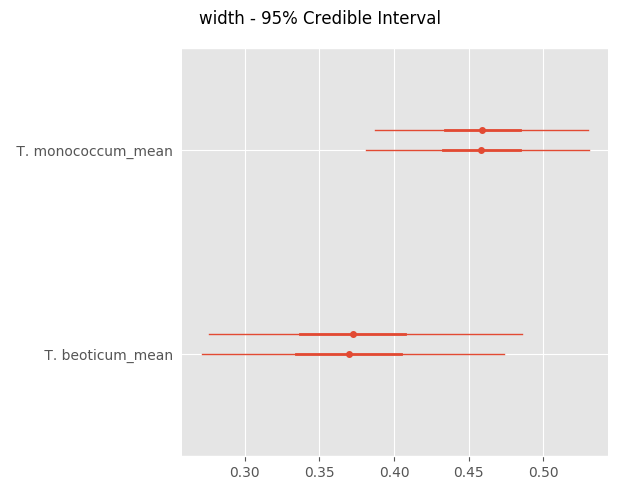 width - 95% Credible Interval
T. monococcum_mean
T. beoticum_mean
0.30 0.35 0.40 0.45 0.50